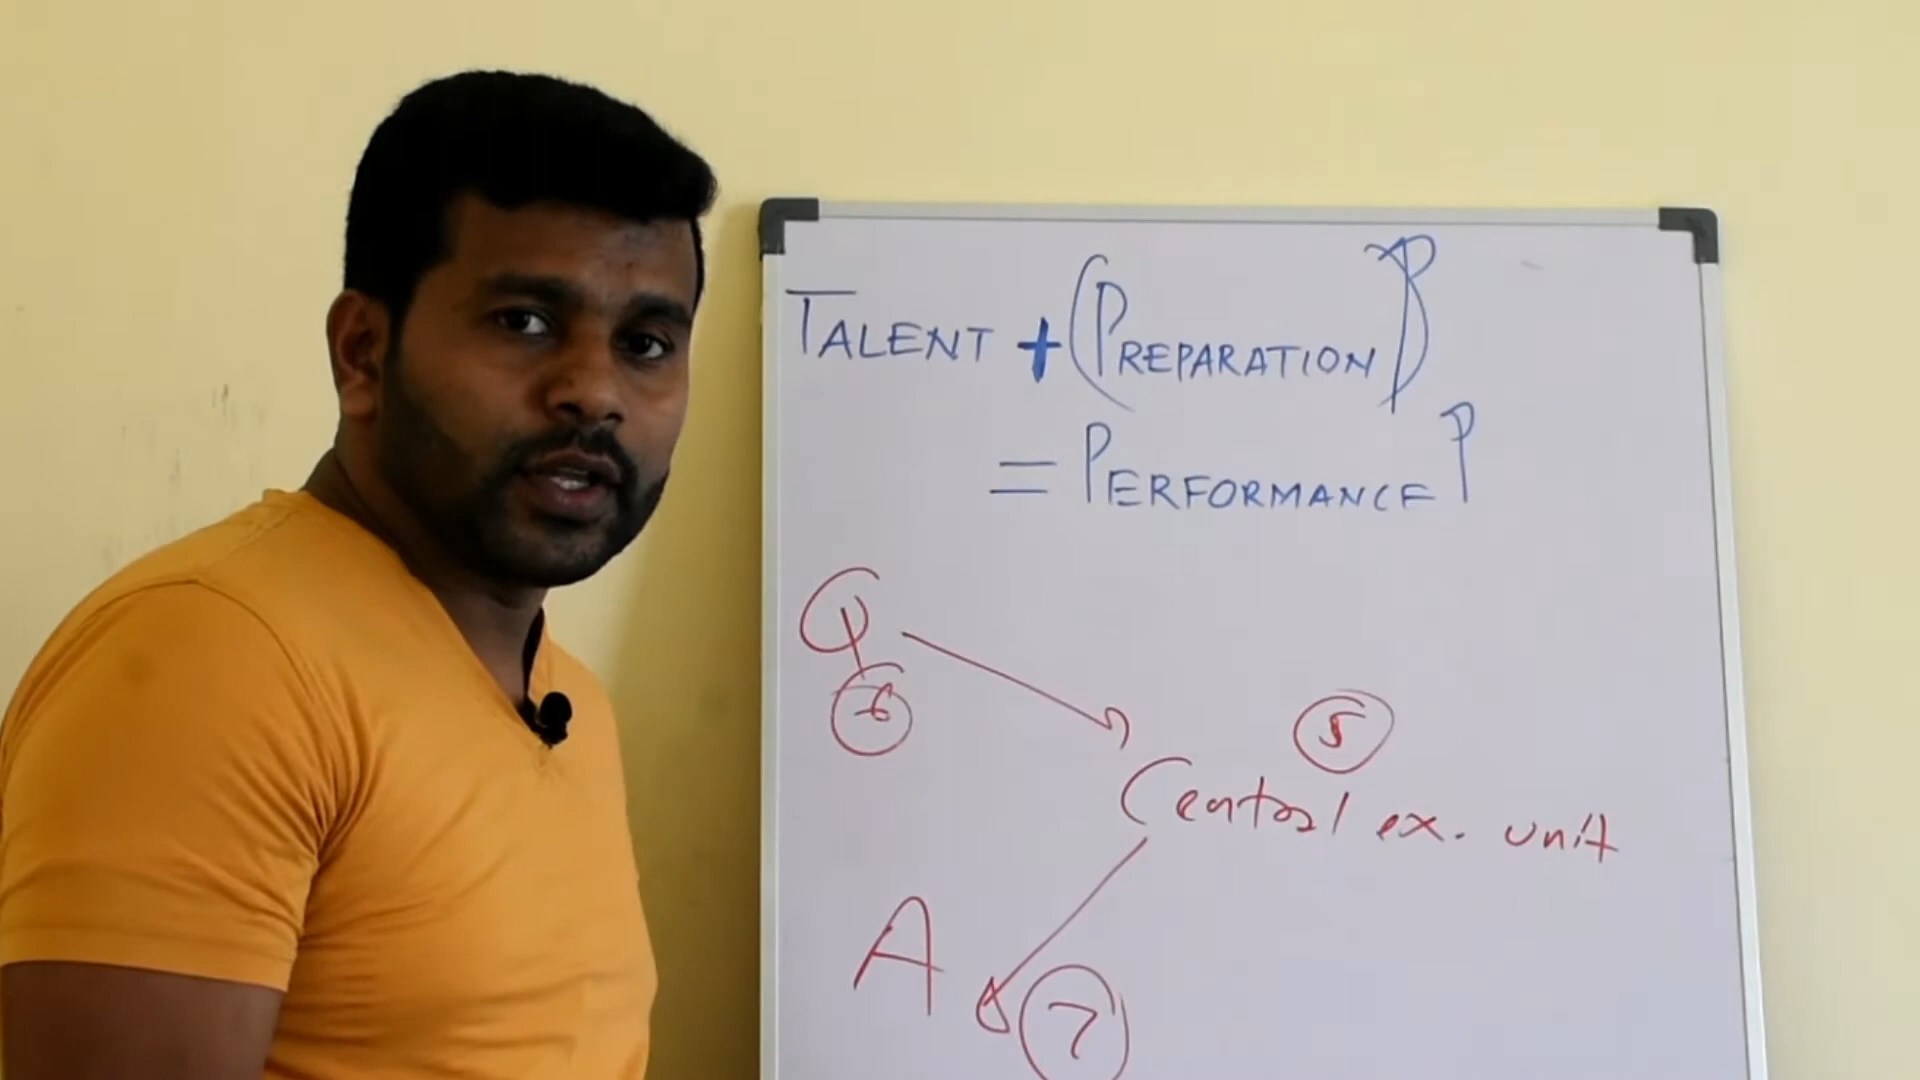 TALENT + (PREPARATION)^P
= PERFORMANCE^P
Q
6
5
Central ex. unit
A
7